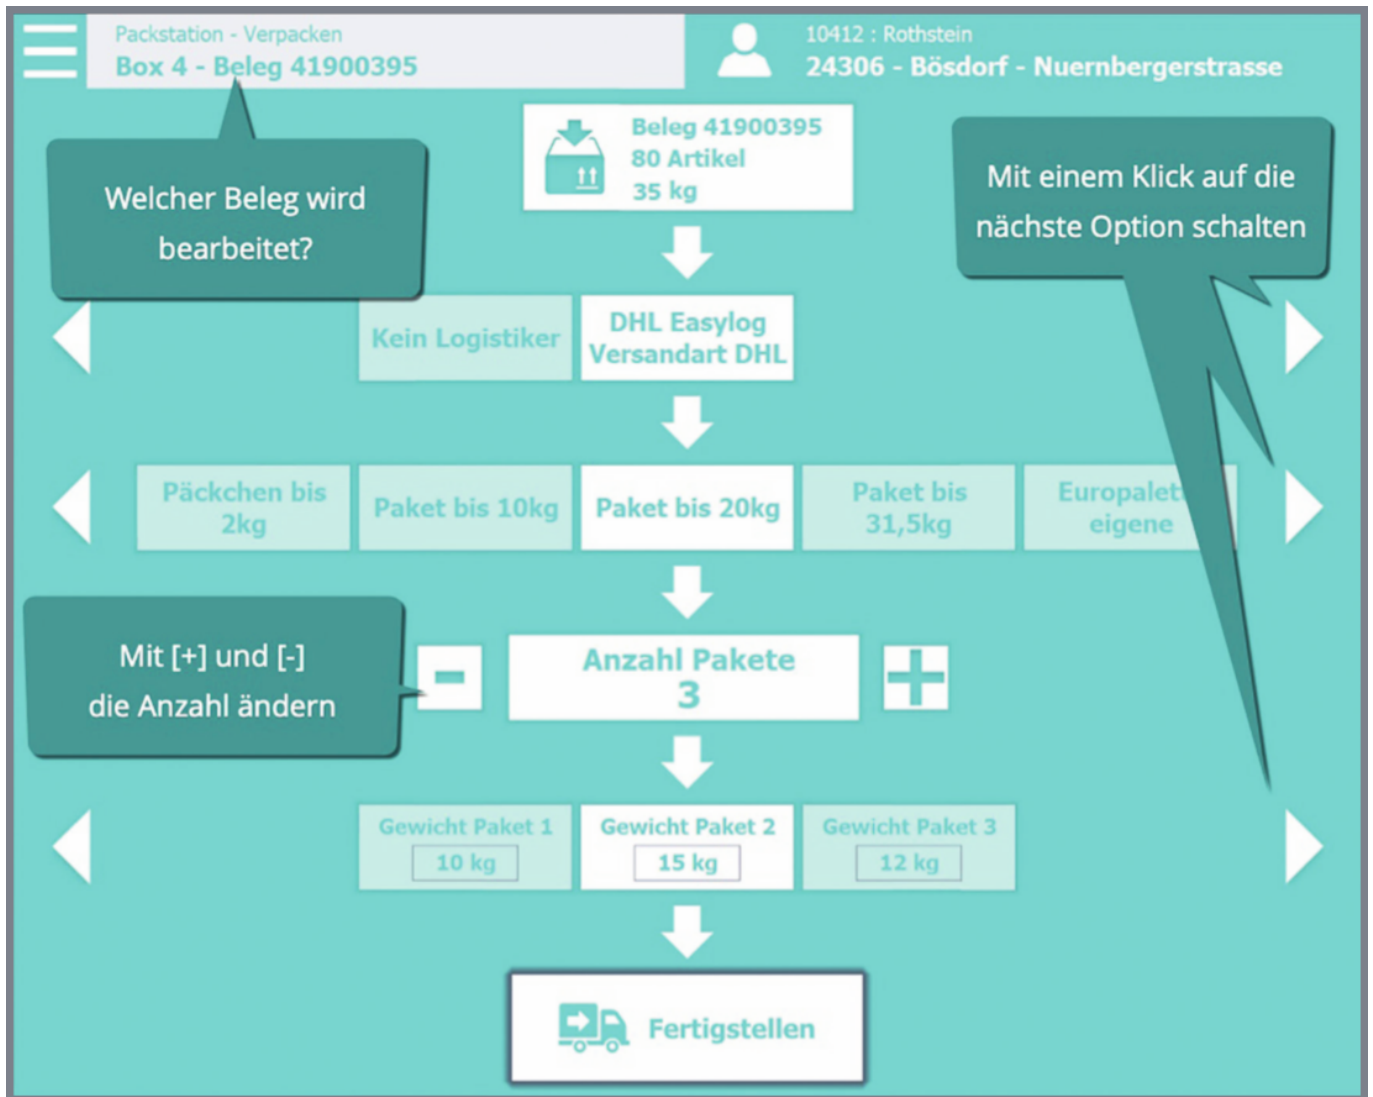 Packstation - Verpacken
Box 4 - Beleg 41900395
10412 : Rothstein
24306 - Bösdorf - Nuernbergerstrasse
Beleg 41900395
80 Artikel
35 kg
Welcher Beleg wird
bearbeitet?
Mit einem Klick auf die
nächste Option schalten
Kein Logistiker
DHL Easylog
Versandart DHL
Päckchen bis
2kg
Paket bis 10kg
Paket bis 20kg
Paket bis
31,5kg
Europalet
eigene
Mit [+] und [-]
die Anzahl ändern
-
Anzahl Pakete
3
+
Gewicht Paket 1
10 kg
Gewicht Paket 2
15 kg
Gewicht Paket 3
12 kg
Fertigstellen